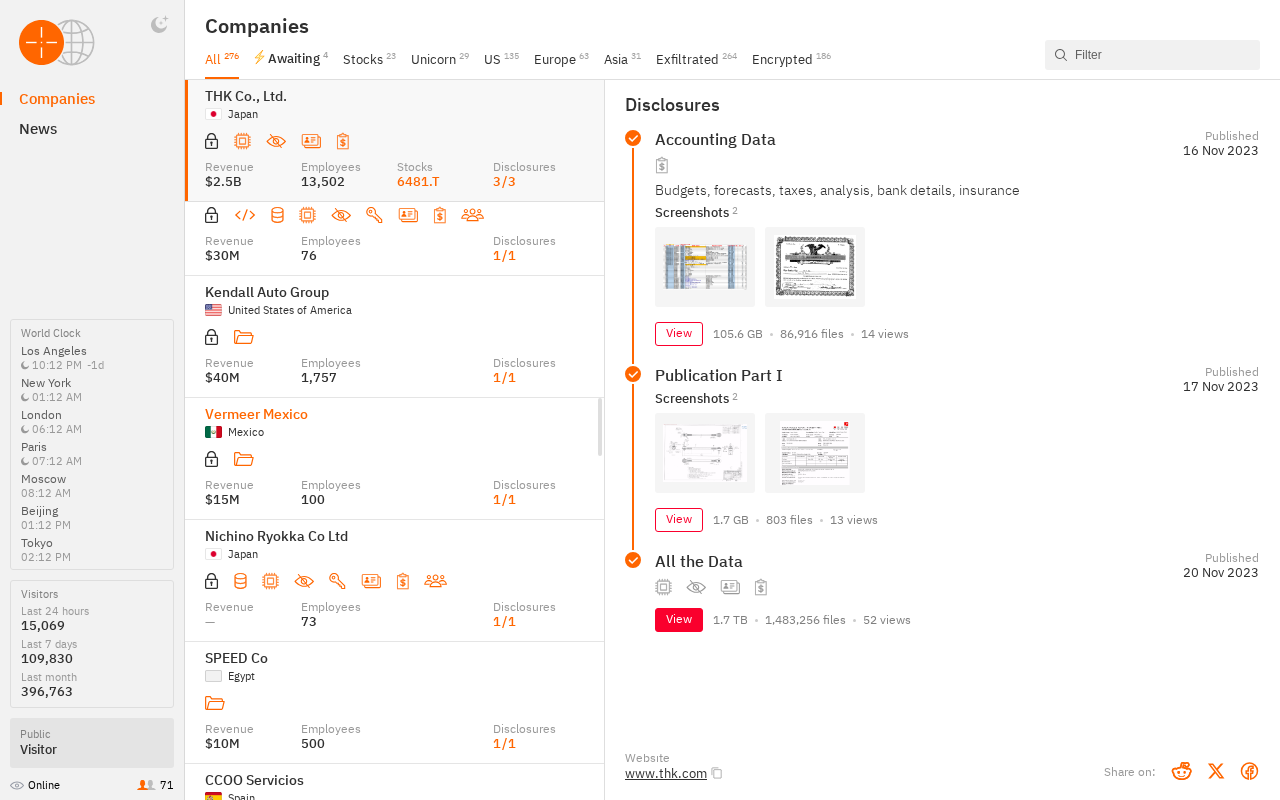 Companies
News
World Clock
Los Angeles
10:12 PM -1d
New York
01:12 AM
London
06:12 AM
Paris
07:12 AM
Moscow
08:12 AM
Beijing
01:12 PM
Tokyo
02:12 PM
Visitors
Last 24 hours
15,069
Last 7 days
109,830
Last month
396,763
Public
Visitor
Online 71
Companies
All 276 Awaiting 4 Stocks 23 Unicorn 29 US 135 Europe 63 Asia 31 Exfiltrated 264 Encrypted 186
Filter
THK Co., Ltd.
Japan
Revenue Employees Stocks Disclosures
$2.5B 13,502 6481.T 3/3
Revenue Employees Disclosures
$30M 76 1/1
Kendall Auto Group
United States of America
Revenue Employees Disclosures
$40M 1,757 1/1
Vermeer Mexico
Mexico
Revenue Employees Disclosures
$15M 100 1/1
Nichino Ryokka Co Ltd
Japan
Revenue Employees Disclosures
— 73 1/1
SPEED Co
Egypt
Revenue Employees Disclosures
$10M 500 1/1
CCOO Servicios
Spain
Disclosures
Accounting Data
Published
16 Nov 2023
Budgets, forecasts, taxes, analysis, bank details, insurance
Screenshots 2
View 105.6 GB • 86,916 files • 14 views
Publication Part I
Published
17 Nov 2023
Screenshots 2
View 1.7 GB • 803 files • 13 views
All the Data
Published
20 Nov 2023
View 1.7 TB • 1,483,256 files • 52 views
Website
www.thk.com
Share on: